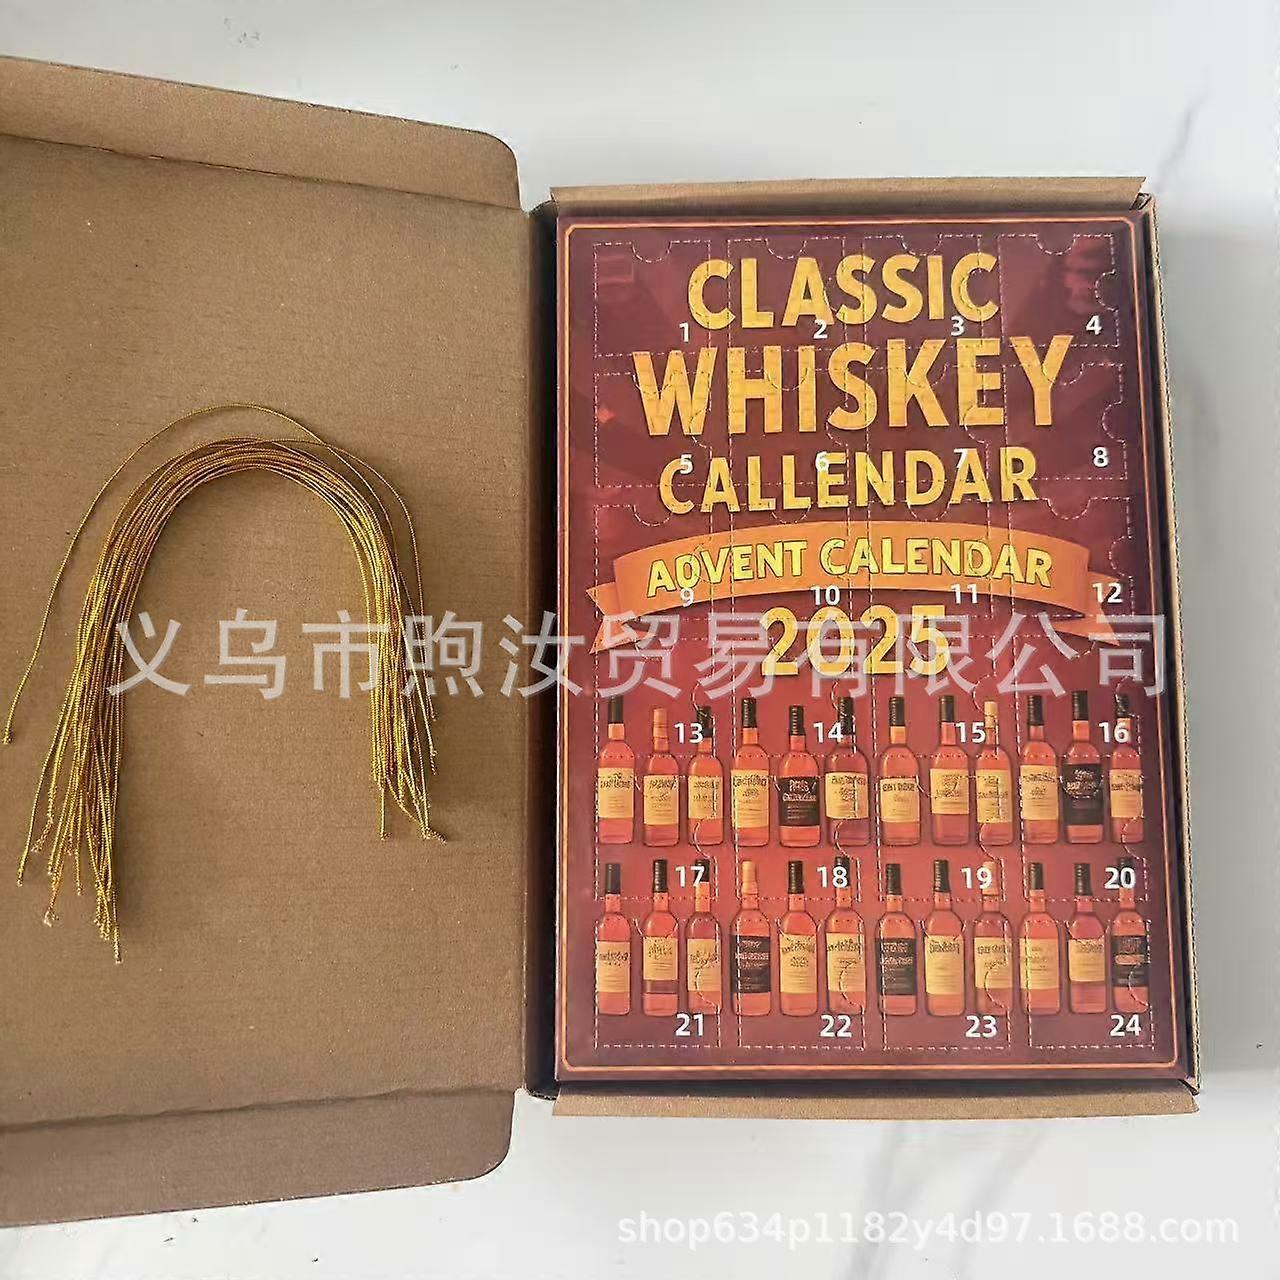 CLASSIC
1 2 3 4
WHISKEY
5 6 7 8
CALLENDAR
ADVENT CALENDAR
9 10 11 12
2025
义乌市煦汝贸易有限公司
13 14 15 16
17 18 19 20
21 22 23 24
shop634p1182y4d97.1688.com